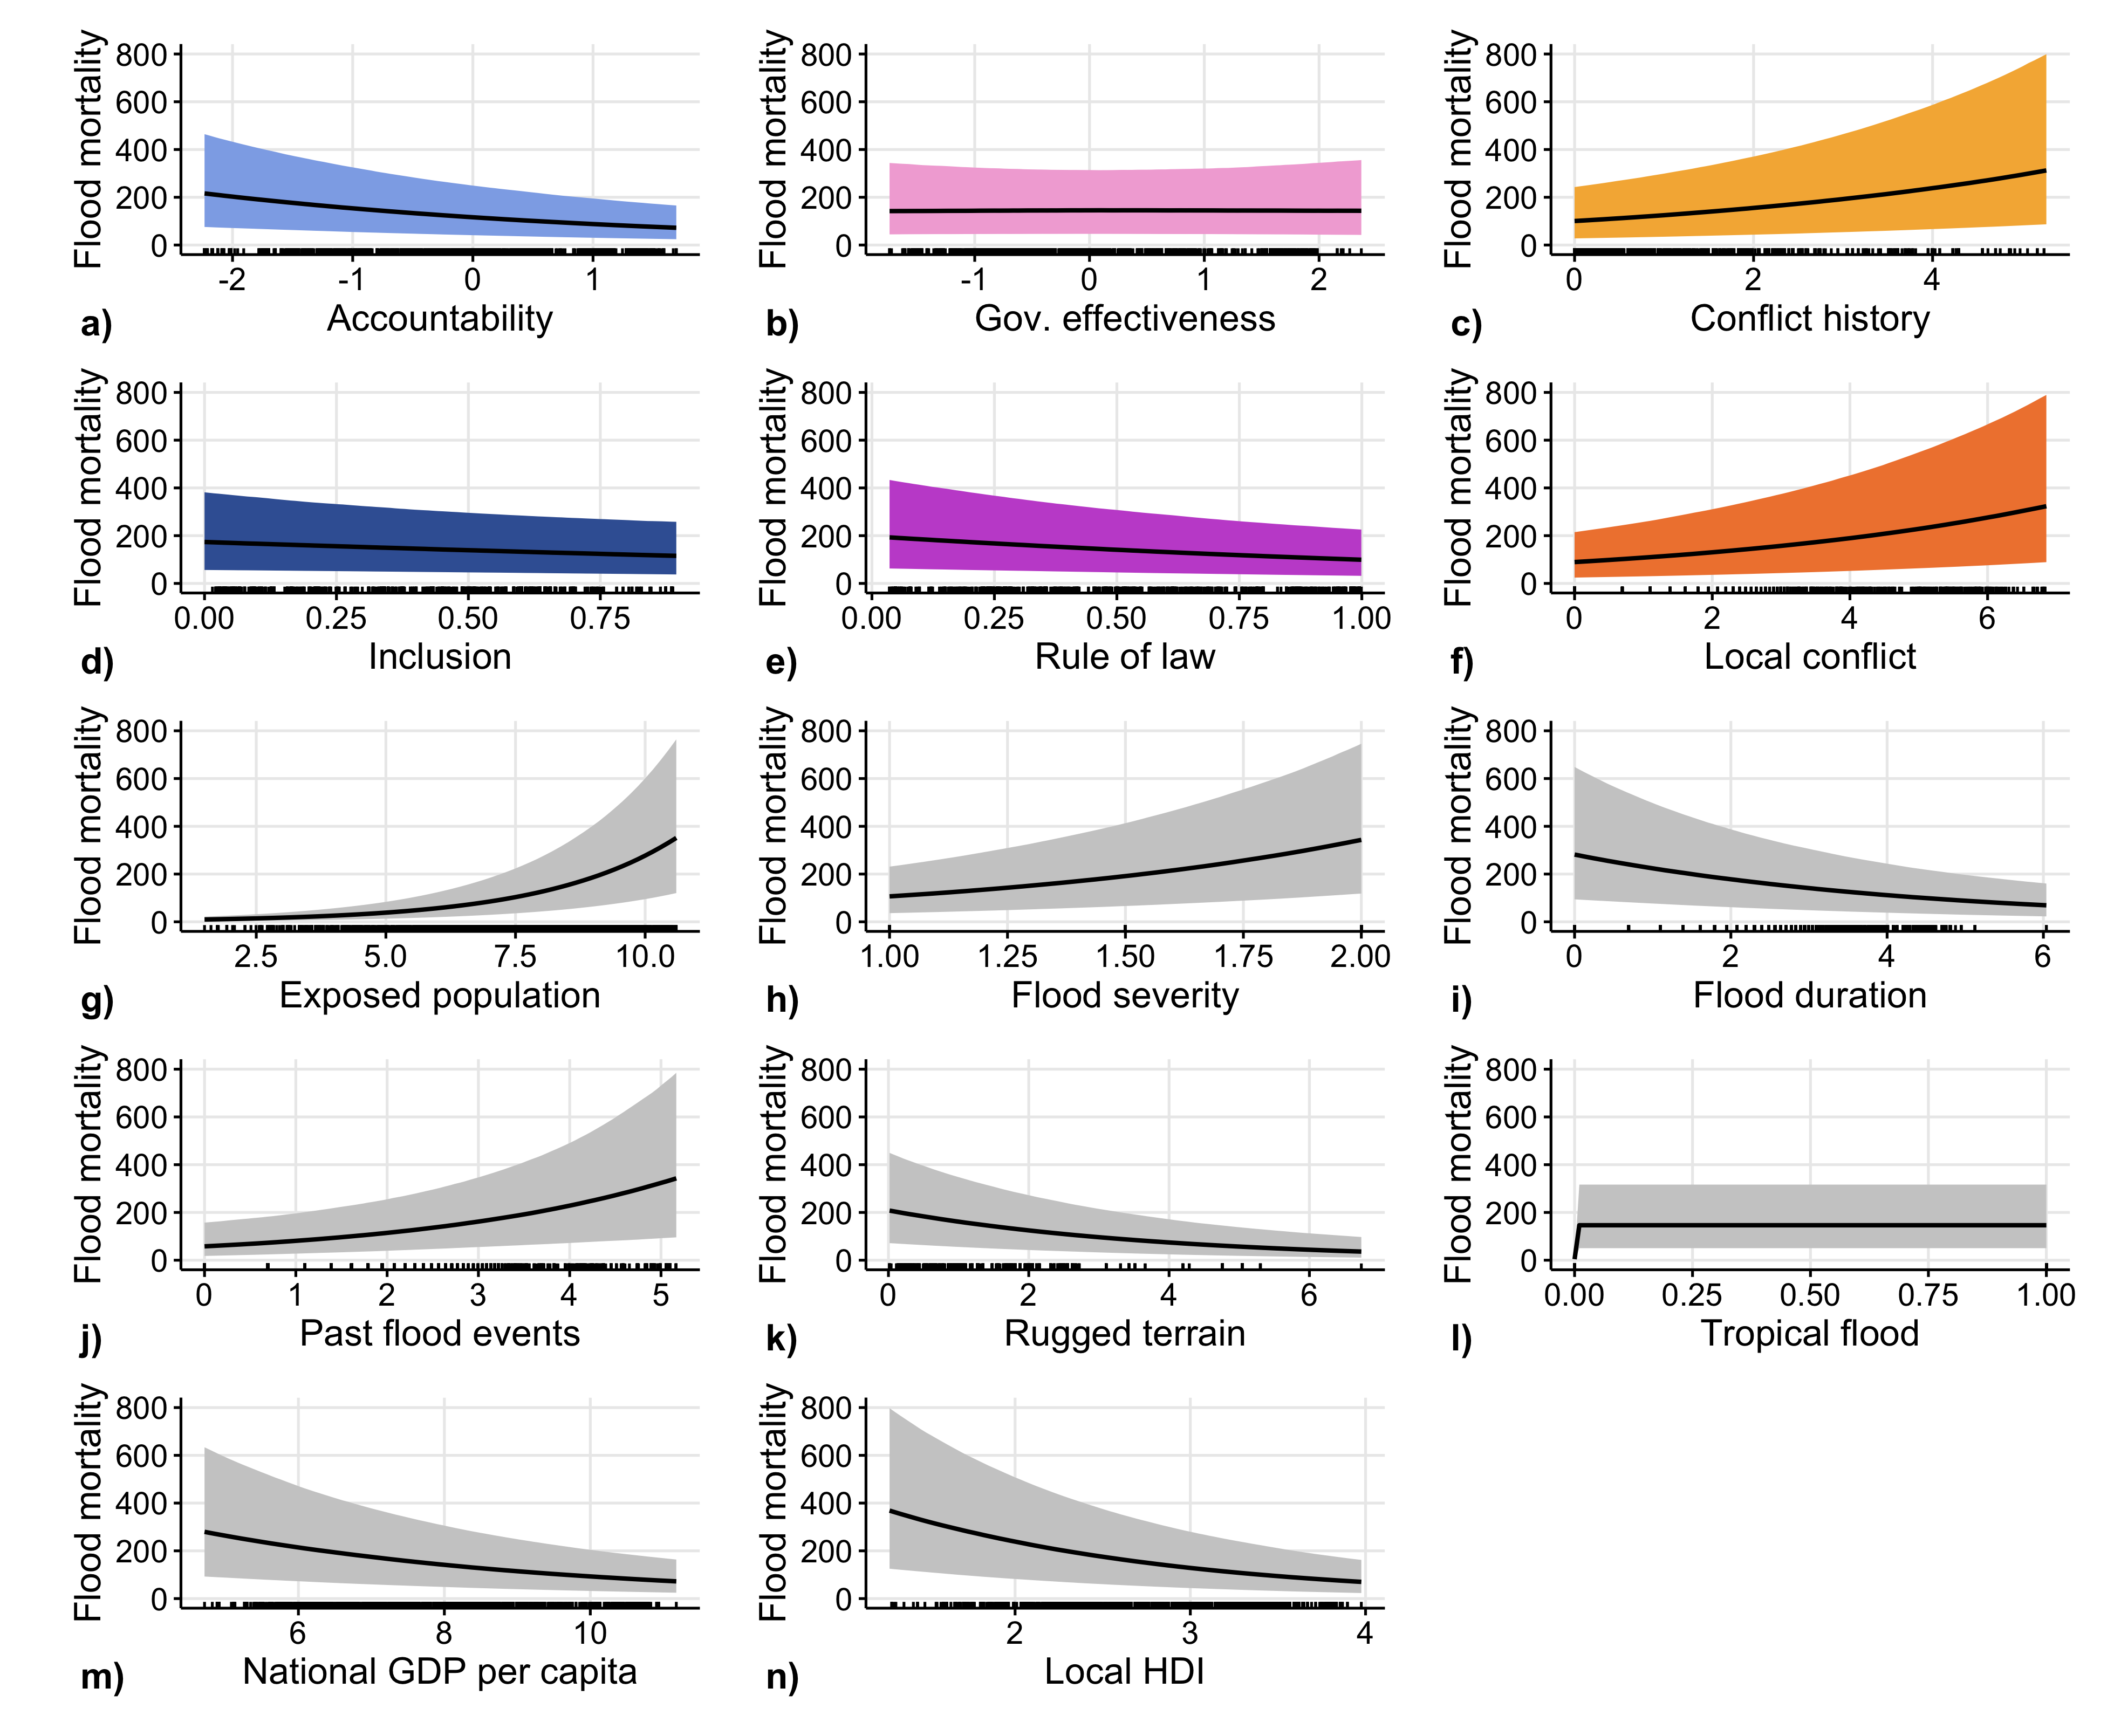 Flood mortality
800
600
400
200
0
-2 -1 0 1
a) Accountability
Flood mortality
800
600
400
200
0
-1 0 1 2
b) Gov. effectiveness
Flood mortality
800
600
400
200
0
0 2 4
c) Conflict history
Flood mortality
800
600
400
200
0
0.00 0.25 0.50 0.75
d) Inclusion
Flood mortality
800
600
400
200
0
0.00 0.25 0.50 0.75 1.00
e) Rule of law
Flood mortality
800
600
400
200
0
0 2 4 6
f) Local conflict
Flood mortality
800
600
400
200
0
2.5 5.0 7.5 10.0
g) Exposed population
Flood mortality
800
600
400
200
0
1.00 1.25 1.50 1.75 2.00
h) Flood severity
Flood mortality
800
600
400
200
0
0 2 4 6
i) Flood duration
Flood mortality
800
600
400
200
0
0 1 2 3 4 5
j) Past flood events
Flood mortality
800
600
400
200
0
0 2 4 6
k) Rugged terrain
Flood mortality
800
600
400
200
0
0.00 0.25 0.50 0.75 1.00
l) Tropical flood
Flood mortality
800
600
400
200
0
6 8 10
m) National GDP per capita
Flood mortality
800
600
400
200
0
2 3 4
n) Local HDI